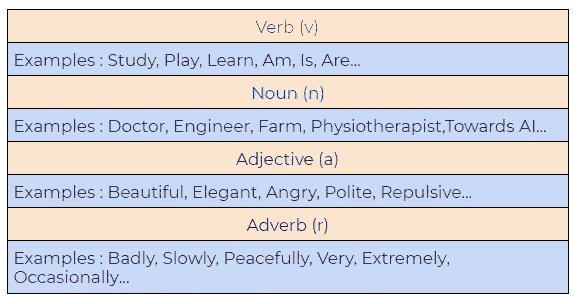 Verb (v)
Examples : Study, Play, Learn, Am, Is, Are...
Noun (n)
Examples : Doctor, Engineer, Farm, Physiotherapist,Towards AI...
Adjective (a)
Examples : Beautiful, Elegant, Angry, Polite, Repulsive...
Adverb (r)
Examples : Badly, Slowly, Peacefully, Very, Extremely,
Occasionally...